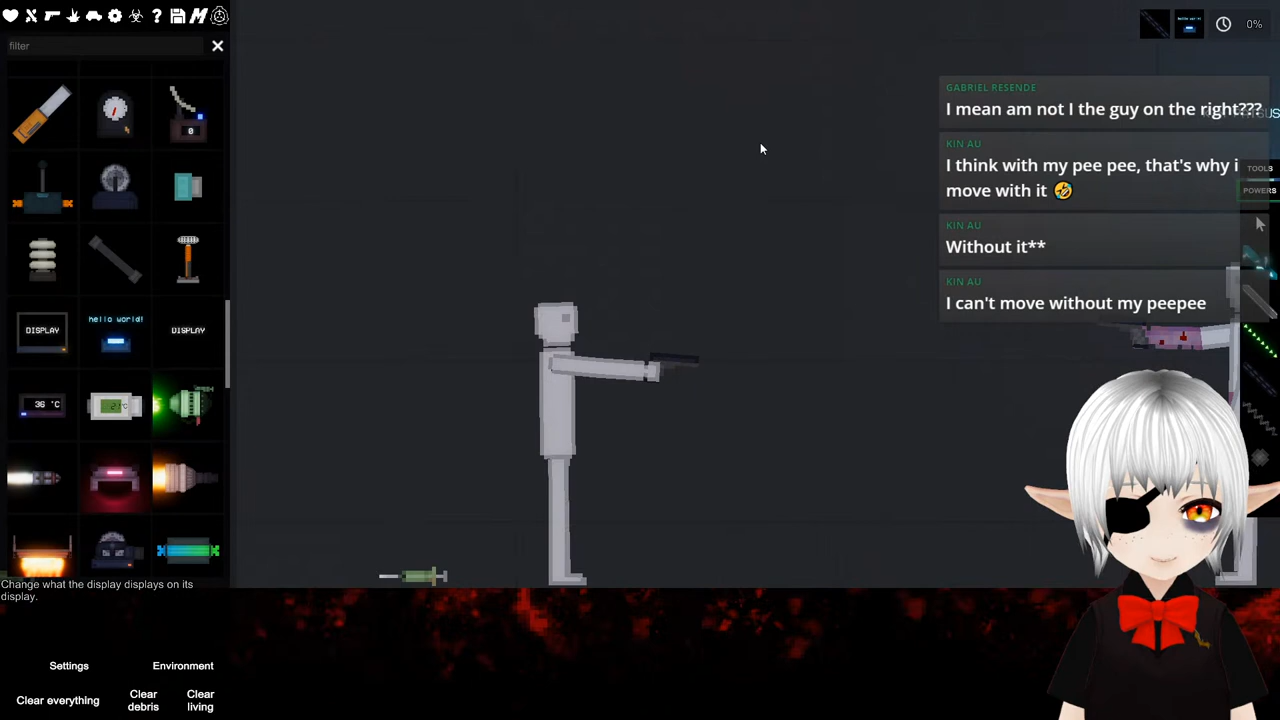 0%
filter
GABRIEL RESENDE
I mean am not I the guy on the right???
KIN AU
I think with my pee pee, that's why i
move with it 🤣
KIN AU
Without it**
KIN AU
I can't move without my peepee
TOOLS
POWERS
0
DISPLAY
hello world!
DISPLAY
36 °C
Change what the display displays on its
display.
Settings
Environment
Clear everything
Clear
debris
Clear
living